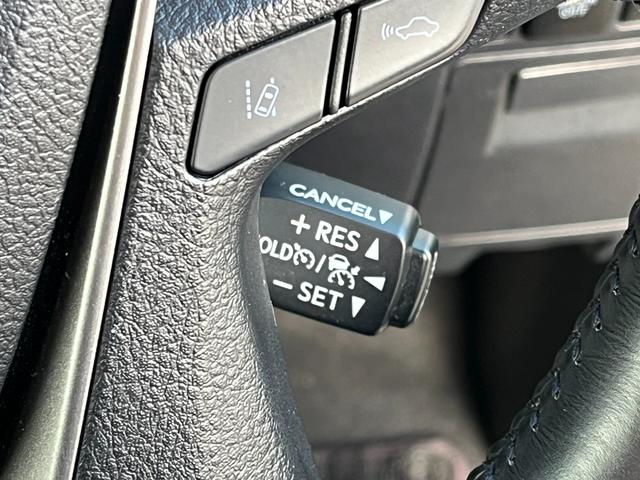 CANCEL▼
+ RES ▲
OLD / ◀
− SET ▼